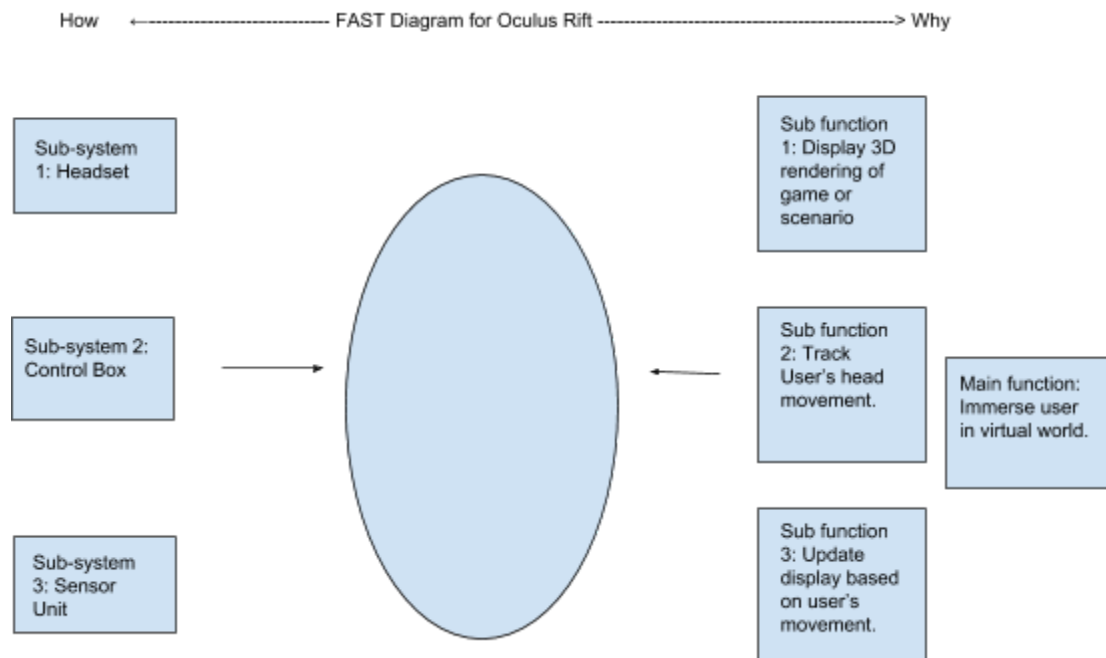 How ←------------------------------ FAST Diagram for Oculus Rift ----------------------------------------------> Why
Sub-system
1: Headset
Sub-system 2:
Control Box
Sub-system
3: Sensor
Unit
Sub function
1: Display 3D
rendering of
game or
scenario
Sub function
2: Track
User's head
movement.
Main function:
Immerse user
in virtual world.
Sub function
3: Update
display based
on user's
movement.